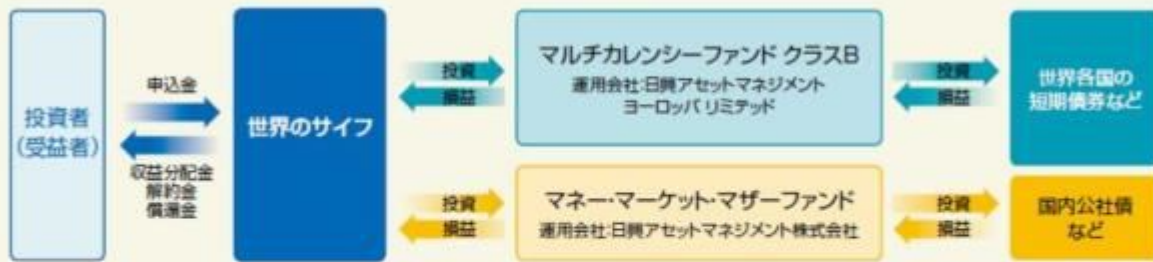 投資者
(受益者)
申込金
収益分配金
解約金
償還金
世界のサイフ
投資
損益
マルチカレンシーファンド クラスB
運用会社:日興アセットマネジメント
ヨーロッパ リミテッド
投資
損益
世界各国の
短期債券など
投資
損益
マネー・マーケット・マザーファンド
運用会社:日興アセットマネジメント株式会社
投資
損益
国内公社債
など